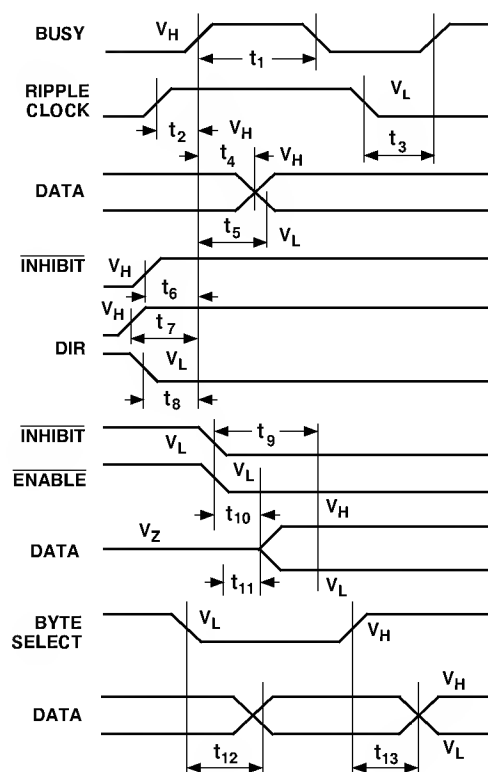 BUSY
V_H
t_1
RIPPLE
CLOCK
V_L
t_2
V_H
t_3
t_4
V_H
DATA
t_5
V_L
INHIBIT
V_H
t_6
V_H
t_7
DIR
V_L
t_8
INHIBIT
V_L
t_9
ENABLE
V_L
t_10
V_H
DATA
V_Z
t_11
V_L
BYTE
SELECT
V_L
V_H
DATA
V_H
t_12
t_13
V_L